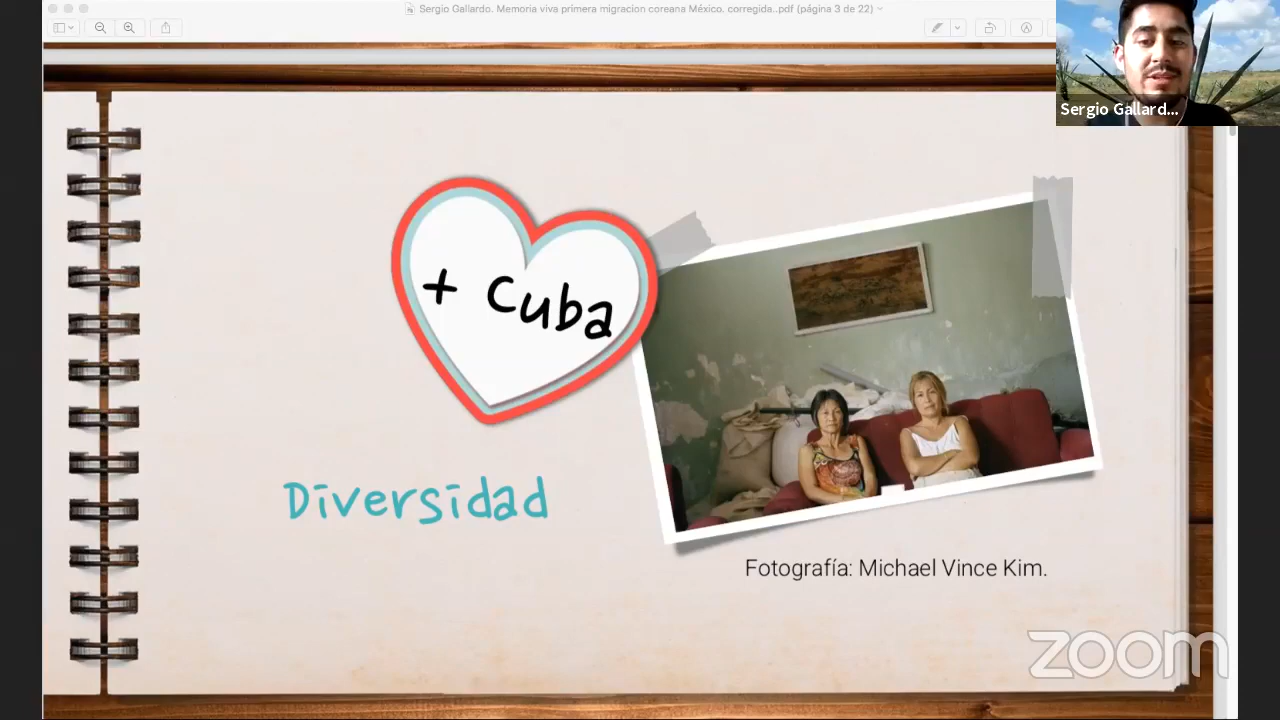 Sergio Gallardo. Memoria viva primera migracion coreana México. corregida..pdf (página 3 de 22)
Sergio Gallard...
+ Cuba
Diversidad
Fotografía: Michael Vince Kim.
zoom